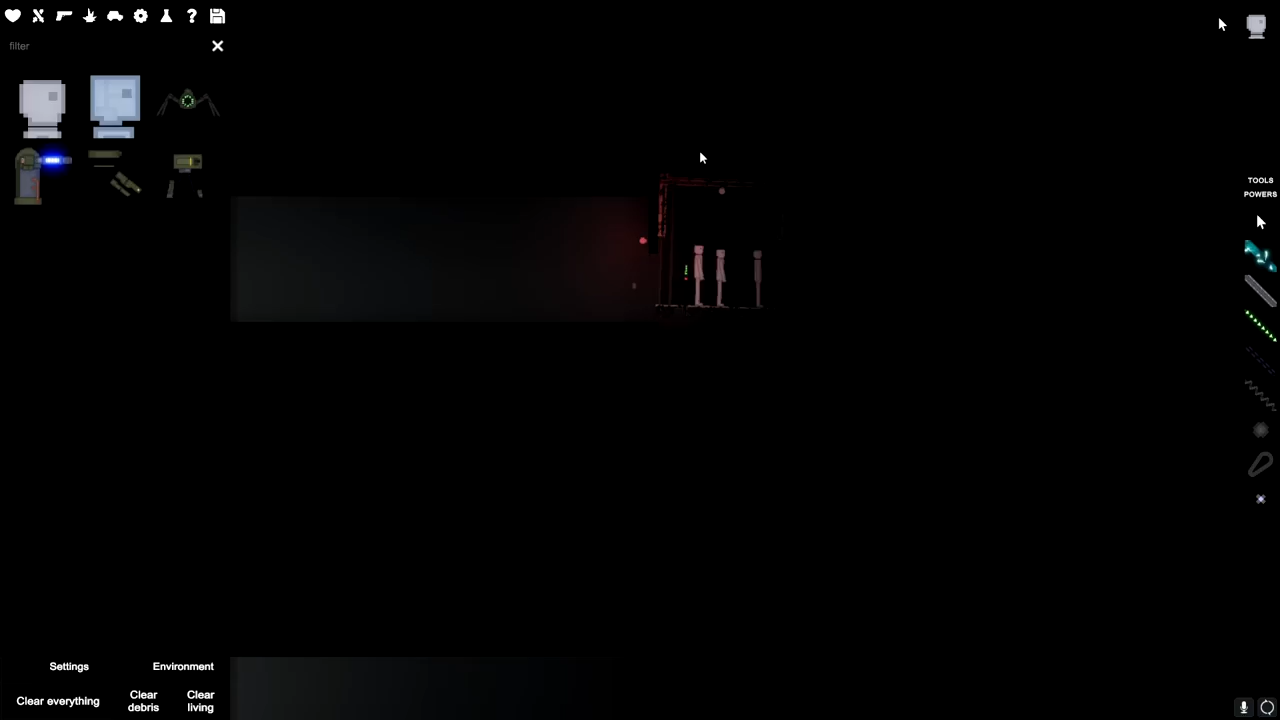 filter
TOOLS
POWERS
Settings
Environment
Clear everything
Clear debris
Clear living